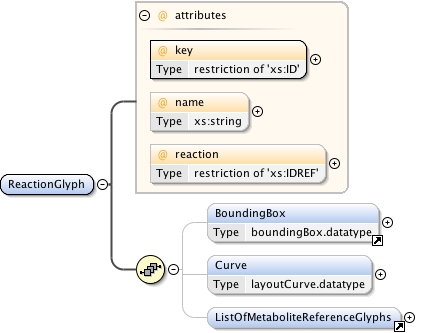 @ attributes
@ key
Type restriction of 'xs:ID'
@ name
Type xs:string
@ reaction
Type restriction of 'xs:IDREF'
ReactionGlyph
BoundingBox
Type boundingBox.datatype
Curve
Type layoutCurve.datatype
ListOfMetaboliteReferenceGlyphs